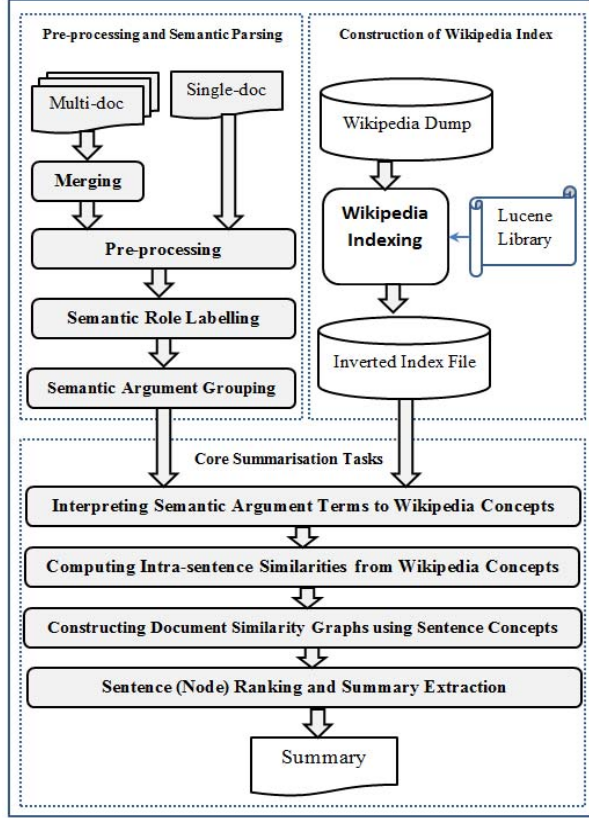 Pre-processing and Semantic Parsing
Multi-doc
Single-doc
Merging
Pre-processing
Semantic Role Labelling
Semantic Argument Grouping
Construction of Wikipedia Index
Wikipedia Dump
Wikipedia
Indexing
Lucene
Library
Inverted Index File
Core Summarisation Tasks
Interpreting Semantic Argument Terms to Wikipedia Concepts
Computing Intra-sentence Similarities from Wikipedia Concepts
Constructing Document Similarity Graphs using Sentence Concepts
Sentence (Node) Ranking and Summary Extraction
Summary